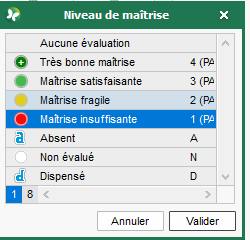 Niveau de maîtrise
Aucune évaluation
Très bonne maîtrise 4 (PA
Maîtrise satisfaisante 3 (PA
Maîtrise fragile 2 (PA
Maîtrise insuffisante 1 (PA
a Absent A
Non évalué N
d Dispensé D
1 8
Annuler Valider